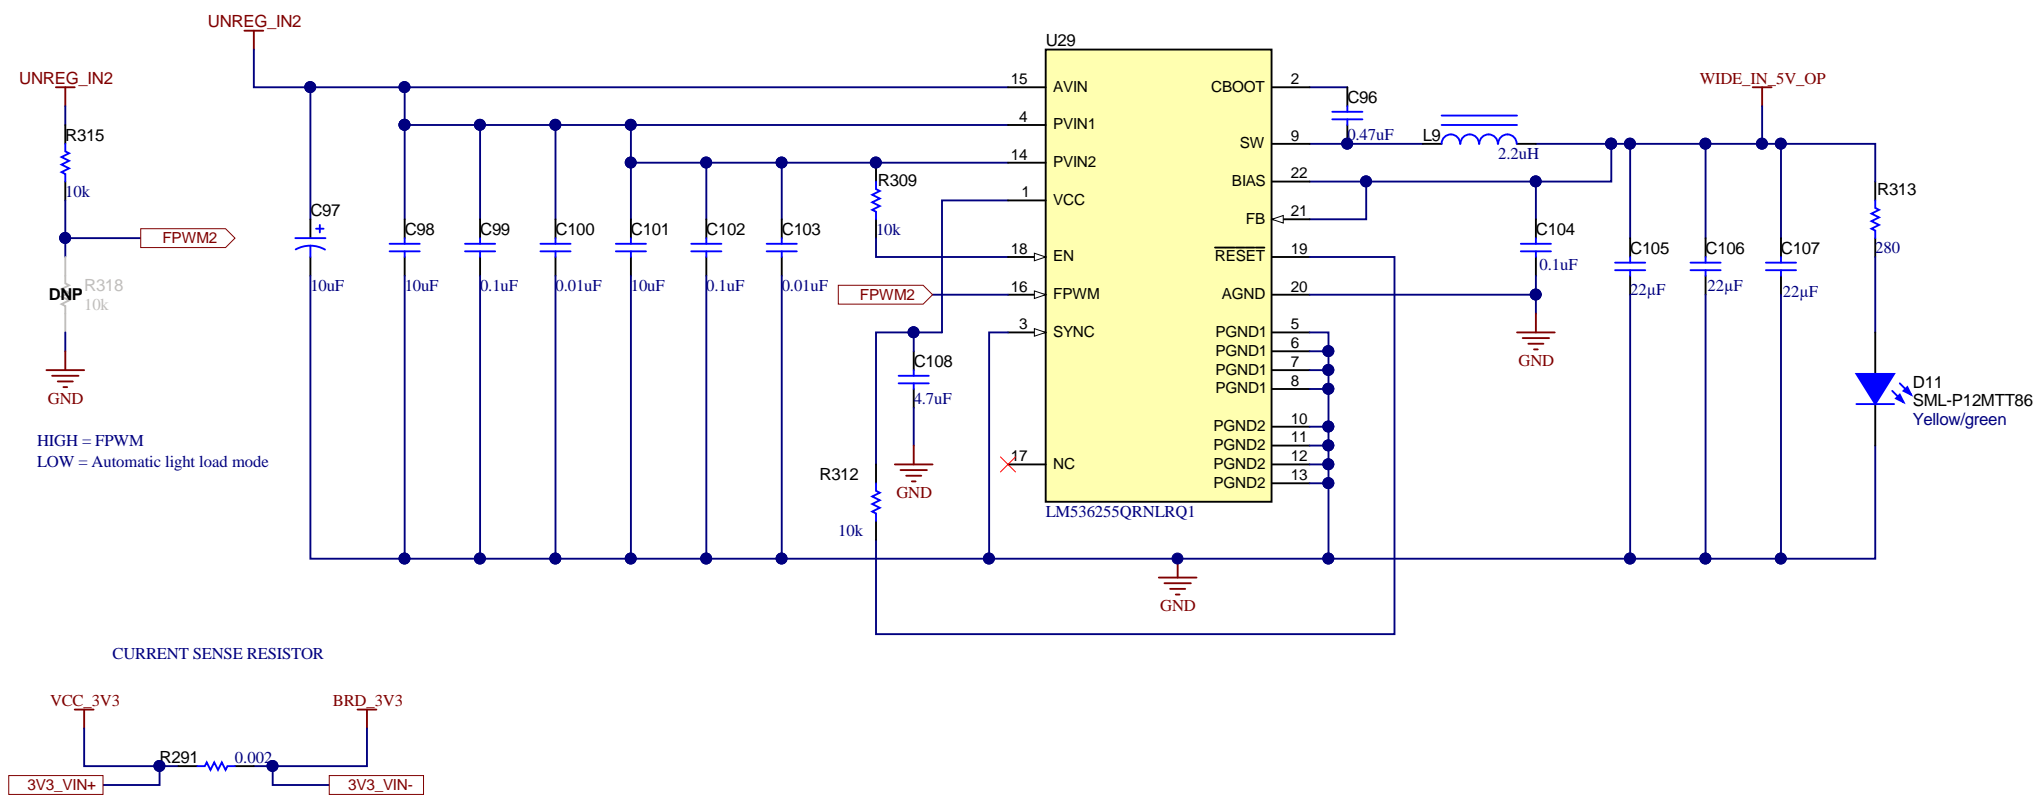 UNREG_IN2
UNREG_IN2
R315
10k
FPWM2
DNP
R318
10k
GND
HIGH = FPWM
LOW = Automatic light load mode
C97
+
10uF
C98
10uF
C99
0.1uF
C100
0.01uF
C101
10uF
C102
0.1uF
C103
0.01uF
R309
10k
FPWM2
C108
4.7uF
GND
R312
10k
U29
15 AVIN
4 PVIN1
14 PVIN2
1 VCC
18 EN
16 FPWM
3 SYNC
17 NC
CBOOT 2
SW 9
BIAS 22
FB 21
RESET 19
AGND 20
PGND1 5
PGND1 6
PGND1 7
PGND1 8
PGND2 10
PGND2 11
PGND2 12
PGND2 13
LM536255QRNLRQ1
GND
C96
0.47uF
L9
2.2uH
WIDE_IN_5V_OP
C104
0.1uF
GND
C105
22µF
C106
22µF
C107
22µF
R313
280
D11
SML-P12MTT86
Yellow/green
CURRENT SENSE RESISTOR
VCC_3V3
BRD_3V3
R291
0.002
3V3_VIN+
3V3_VIN-